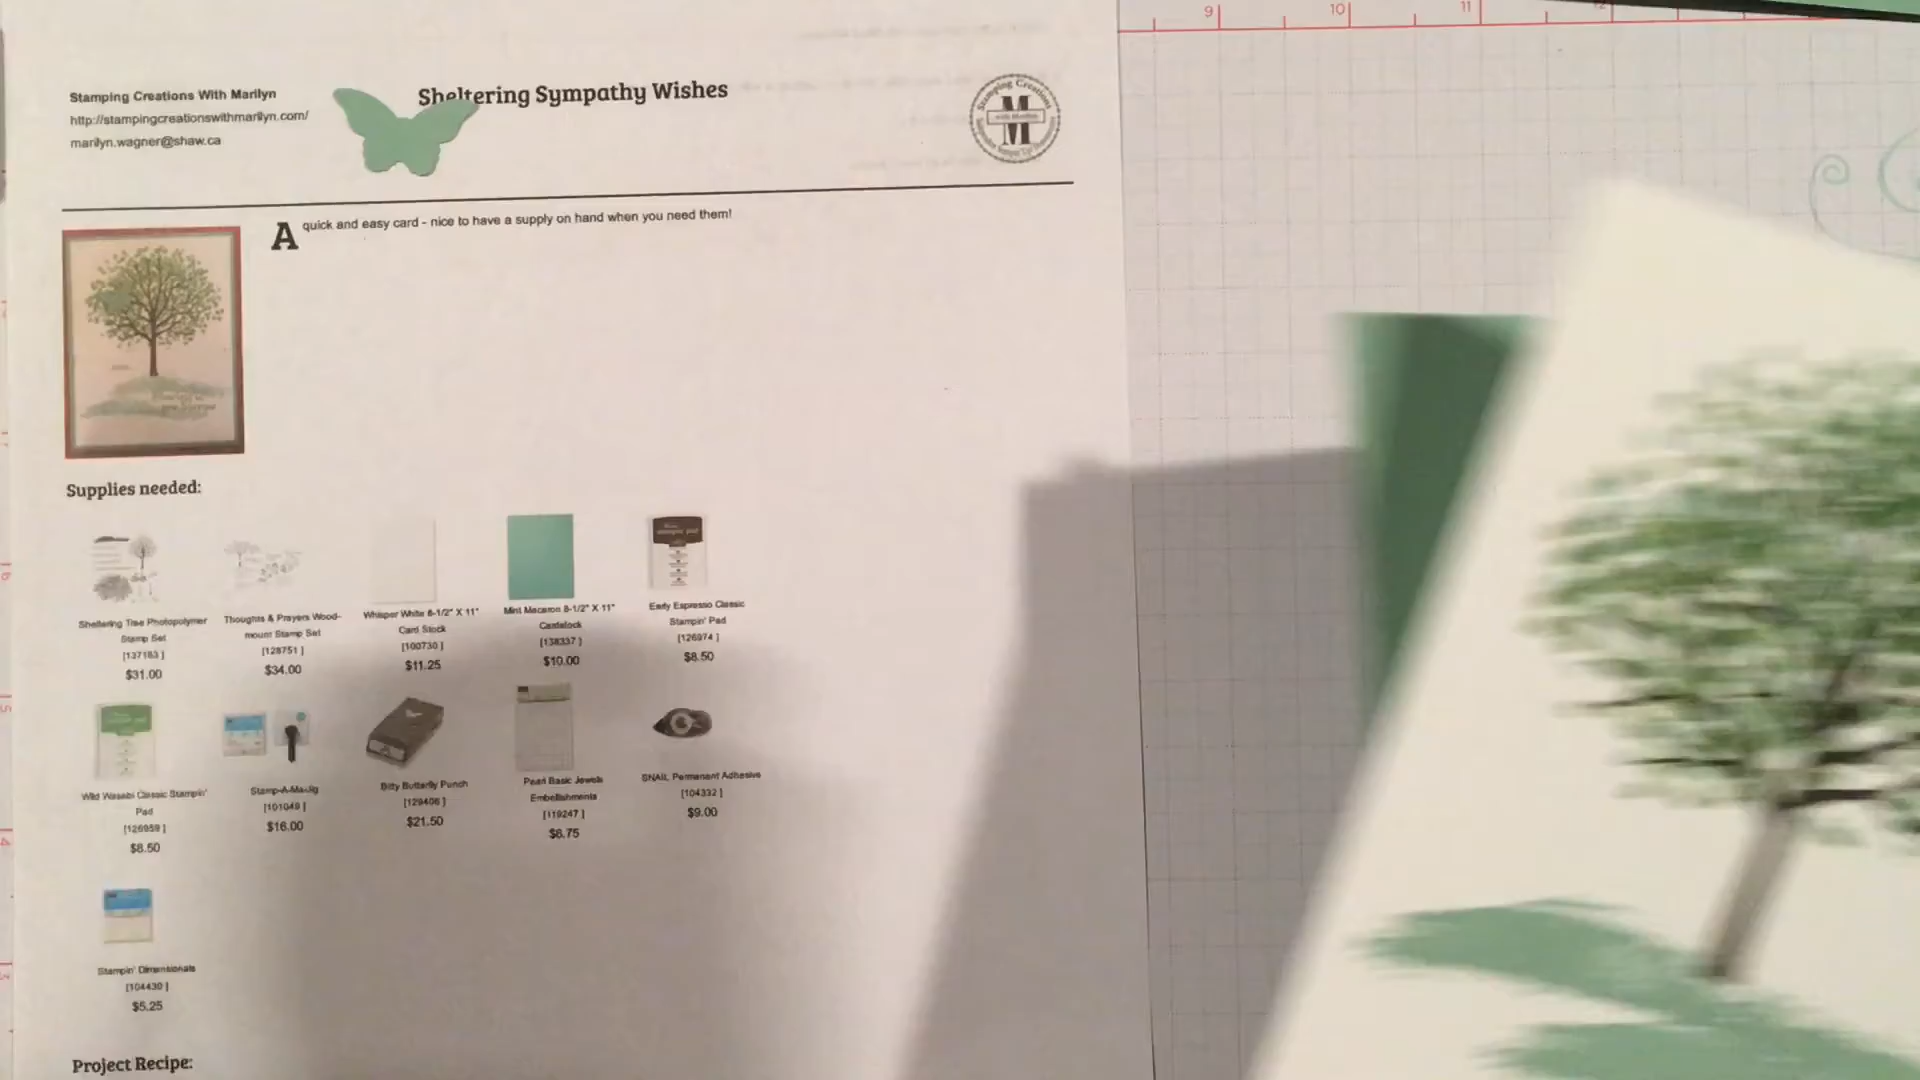 9 10 11 12
Stamping Creations With Marilyn
http://stampingcreationswithmarilyn.com/
marilyn.wagner@shaw.ca
Sheltering Sympathy Wishes
Stamping Creations
M
A quick and easy card - nice to have a supply on hand when you need them!
Supplies needed:
Sheltering Tree Photopolymer
Stamp Set
[137163 ]
$31.00
Thoughts & Prayers Wood-
mount Stamp Set
[128751 ]
$34.00
Whisper White 8-1/2" X 11"
Card Stock
[100730 ]
$11.25
Mint Macaron 8-1/2" X 11"
Cardstock
[138337 ]
$10.00
Early Espresso Classic
Stampin' Pad
[126974 ]
$8.50
Wild Wasabi Classic Stampin'
Pad
[126959 ]
$8.50
Stamp-A-Ma-Jig
[101049 ]
$16.00
Bitty Butterfly Punch
[129406 ]
$21.50
Pearl Basic Jewels
Embellishments
[119247 ]
$6.75
SNAIL Permanent Adhesive
[104332 ]
$9.00
Stampin' Dimensionals
[104430 ]
$5.25
Project Recipe: